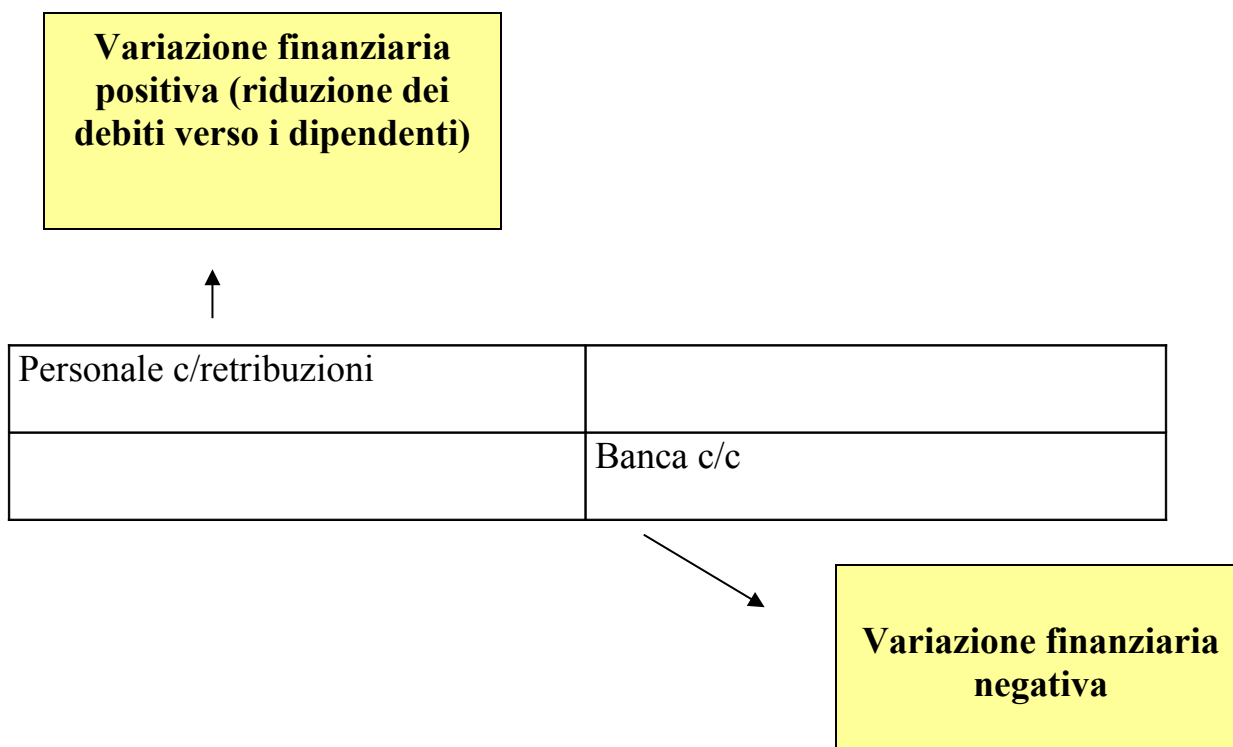 Variazione finanziaria
positiva (riduzione dei
debiti verso i dipendenti)
Personale c/retribuzioni
Banca c/c
Variazione finanziaria
negativa